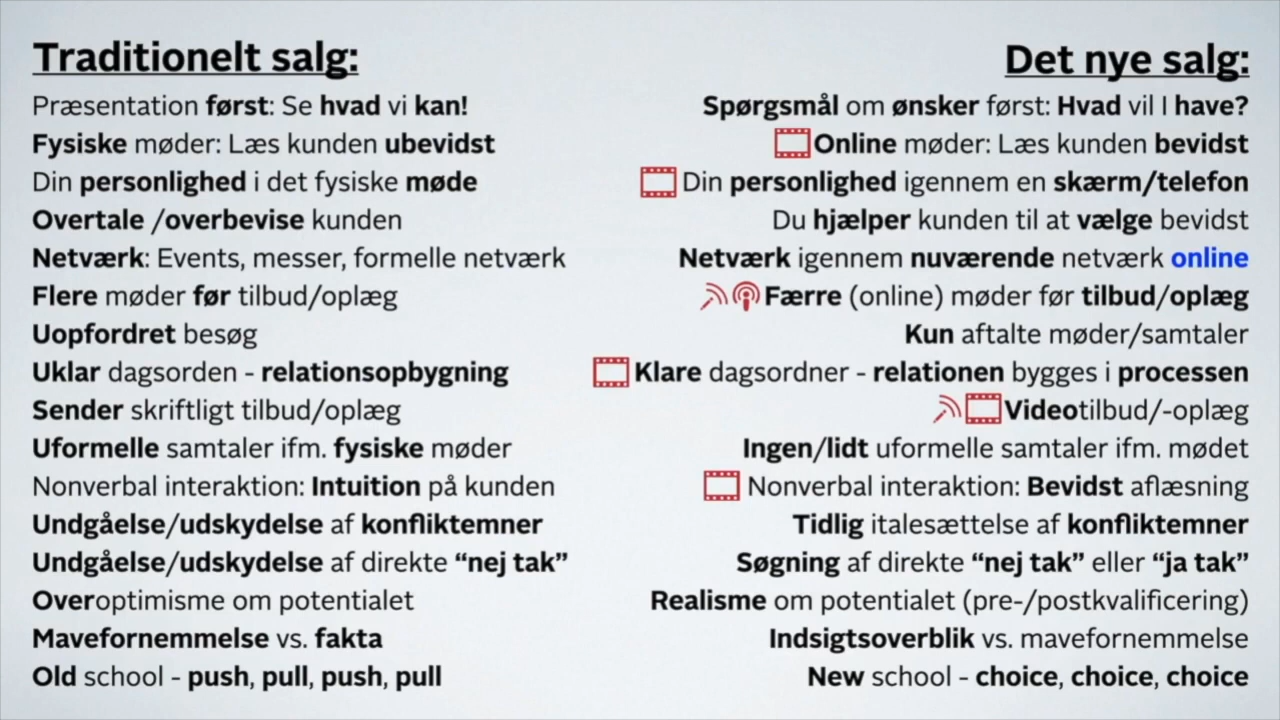 Traditionelt salg:
Præsentation først: Se hvad vi kan!
Fysiske møder: Læs kunden ubevidst
Din personlighed i det fysiske møde
Overtale /overbevise kunden
Netværk: Events, messer, formelle netværk
Flere møder før tilbud/oplæg
Uopfordret besøg
Uklar dagsorden - relationsopbygning
Sender skriftligt tilbud/oplæg
Uformelle samtaler ifm. fysiske møder
Nonverbal interaktion: Intuition på kunden
Undgåelse/udskydelse af konfliktemner
Undgåelse/udskydelse af direkte “nej tak”
Overoptimisme om potentialet
Mavefornemmelse vs. fakta
Old school - push, pull, push, pull
Det nye salg:
Spørgsmål om ønsker først: Hvad vil I have?
Online møder: Læs kunden bevidst
Din personlighed igennem en skærm/telefon
Du hjælper kunden til at vælge bevidst
Netværk igennem nuværende netværk online
Færre (online) møder før tilbud/oplæg
Kun aftalte møder/samtaler
Klare dagsordner - relationen bygges i processen
Videotilbud/-oplæg
Ingen/lidt uformelle samtaler ifm. mødet
Nonverbal interaktion: Bevidst aflæsning
Tidlig italesættelse af konfliktemner
Søgning af direkte “nej tak” eller “ja tak”
Realisme om potentialet (pre-/postkvalificering)
Indsigtsoverblik vs. mavefornemmelse
New school - choice, choice, choice